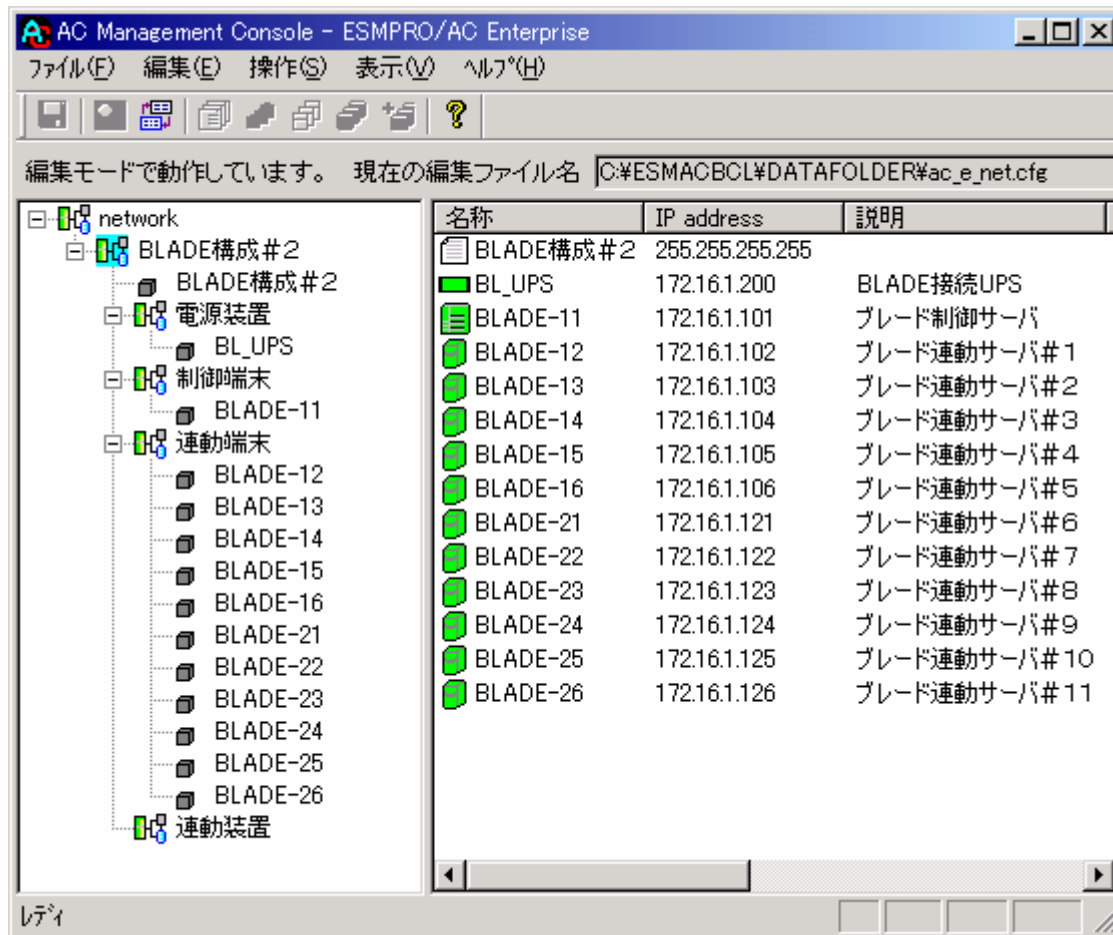 AC Management Console - ESMPRO/AC Enterprise
ファイル(F) 編集(E) 操作(S) 表示(V) ヘルプ(H)
編集モードで動作しています。 現在の編集ファイル名 C:¥ESMACBCL¥DATAFOLDER¥ac_e_net.cfg
network
BLADE構成#2
BLADE構成#2
電源装置
BL_UPS
制御端末
BLADE-11
連動端末
BLADE-12
BLADE-13
BLADE-14
BLADE-15
BLADE-16
BLADE-21
BLADE-22
BLADE-23
BLADE-24
BLADE-25
BLADE-26
連動装置
名称 IP address 説明
BLADE構成#2 255.255.255.255
BL_UPS 172.16.1.200 BLADE接続UPS
BLADE-11 172.16.1.101 ブレード制御サーバ
BLADE-12 172.16.1.102 ブレード連動サーバ#1
BLADE-13 172.16.1.103 ブレード連動サーバ#2
BLADE-14 172.16.1.104 ブレード連動サーバ#3
BLADE-15 172.16.1.105 ブレード連動サーバ#4
BLADE-16 172.16.1.106 ブレード連動サーバ#5
BLADE-21 172.16.1.121 ブレード連動サーバ#6
BLADE-22 172.16.1.122 ブレード連動サーバ#7
BLADE-23 172.16.1.123 ブレード連動サーバ#8
BLADE-24 172.16.1.124 ブレード連動サーバ#9
BLADE-25 172.16.1.125 ブレード連動サーバ#10
BLADE-26 172.16.1.126 ブレード連動サーバ#11
レディ